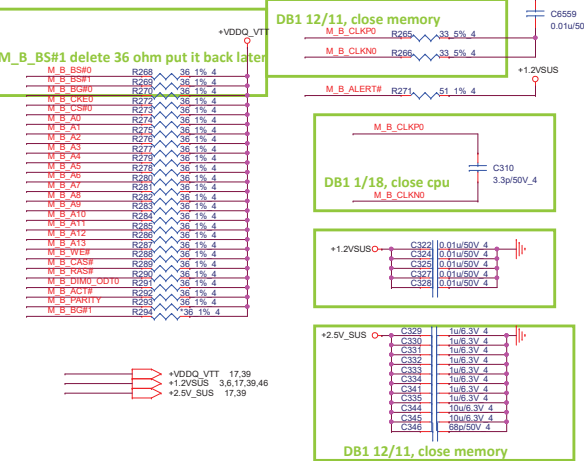 DB1 12/11, close memory
+VDDQ_VTT
M_B_CLKP0 R265 33_5%_4
M_B_CLKN0 R266 33_5%_4
C6559
0.01u/50
M_B_BS#1 delete 36 ohm put it back later
+1.2VSUS
M_B_ALERT# R271 51_1%_4
M_B_BS#0 R268 36_1%_4
M_B_BS#1 R269 36_1%_4
M_B_BG#0 R270 36_1%_4
M_B_CKE0 R272 36_1%_4
M_B_CS#0 R273 36_1%_4
M_B_A0 R274 36_1%_4
M_B_A1 R275 36_1%_4
M_B_A2 R276 36_1%_4
M_B_A3 R277 36_1%_4
M_B_A4 R279 36_1%_4
M_B_A5 R278 36_1%_4
M_B_A6 R280 36_1%_4
M_B_A7 R281 36_1%_4
M_B_A8 R282 36_1%_4
M_B_A9 R283 36_1%_4
M_B_A10 R284 36_1%_4
M_B_A11 R285 36_1%_4
M_B_A12 R286 36_1%_4
M_B_A13 R287 36_1%_4
M_B_WE# R288 36_1%_4
M_B_CAS# R289 36_1%_4
M_B_RAS# R290 36_1%_4
M_B_DIM0_ODT0 R291 36_1%_4
M_B_ACT# R292 36_1%_4
M_B_PARITY R293 36_1%_4
M_B_BG#1 R294 *36_1%_4
M_B_CLKP0
C310
3.3p/50V_4
DB1 1/18, close cpu
M_B_CLKN0
+1.2VSUS
C322 0.01u/50V_4
C324 0.01u/50V_4
C325 0.01u/50V_4
C327 0.01u/50V_4
C328 0.01u/50V_4
+2.5V_SUS
C329 1u/6.3V_4
C330 1u/6.3V_4
C331 1u/6.3V_4
C332 1u/6.3V_4
C333 1u/6.3V_4
C334 1u/6.3V_4
C341 1u/6.3V_4
C335 1u/6.3V_4
C344 10u/6.3V_4
C345 10u/6.3V_4
C346 68p/50V_4
DB1 12/11, close memory
+VDDQ_VTT 17,39
+1.2VSUS 3,6,17,39,46
+2.5V_SUS 17,39